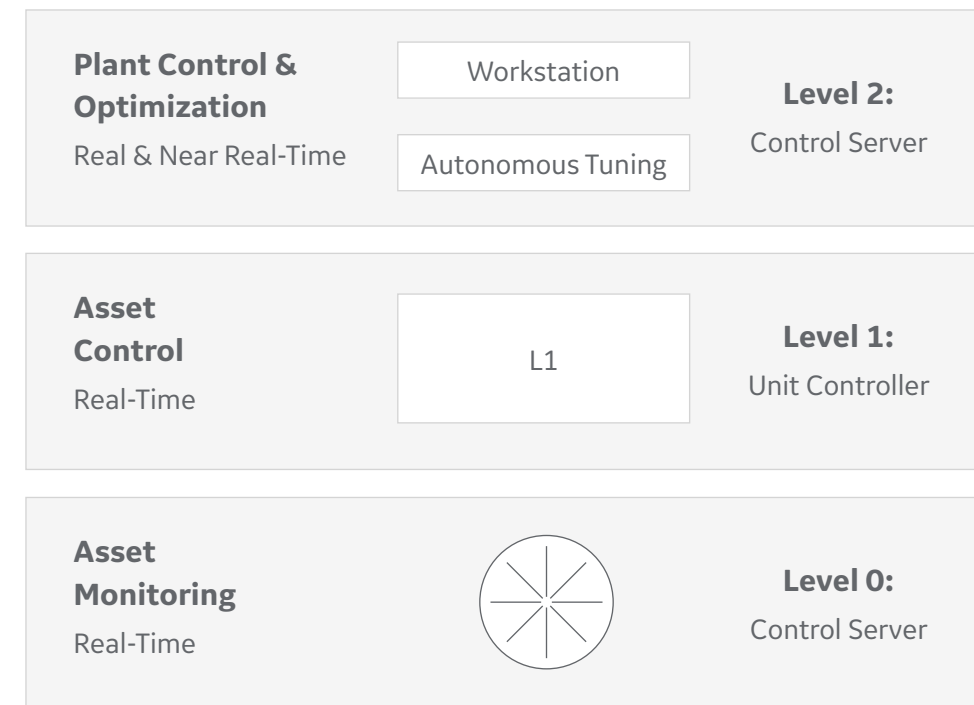 Plant Control &
Optimization
Real & Near Real-Time
Workstation
Autonomous Tuning
Level 2:
Control Server
Asset
Control
Real-Time
L1
Level 1:
Unit Controller
Asset
Monitoring
Real-Time
Level 0:
Control Server